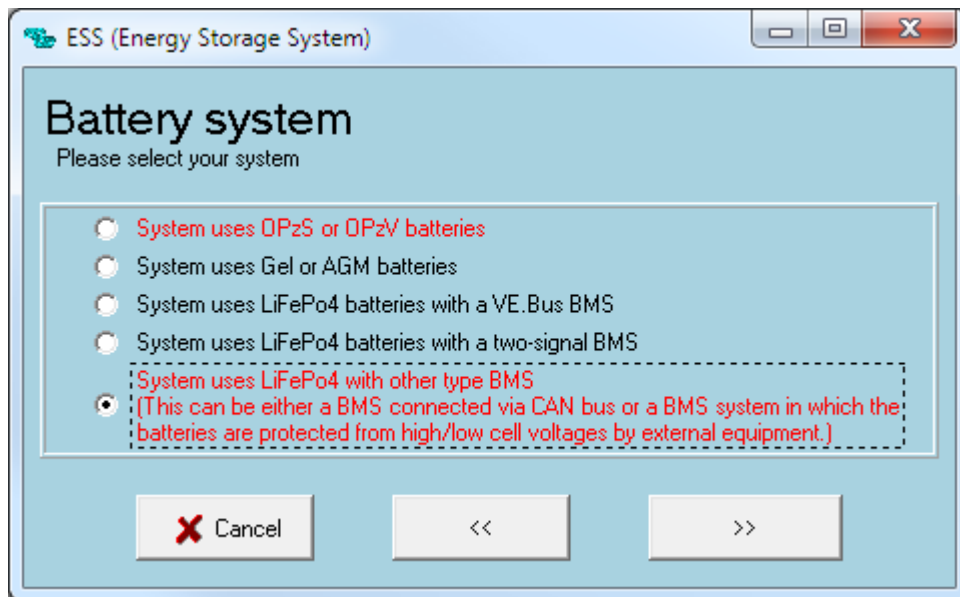 ESS (Energy Storage System)
Battery system
Please select your system
System uses OPzS or OPzV batteries
System uses Gel or AGM batteries
System uses LiFePo4 batteries with a VE.Bus BMS
System uses LiFePo4 batteries with a two-signal BMS
System uses LiFePo4 with other type BMS
(This can be either a BMS connected via CAN bus or a BMS system in which the
batteries are protected from high/low cell voltages by external equipment.)
Cancel
<<
>>